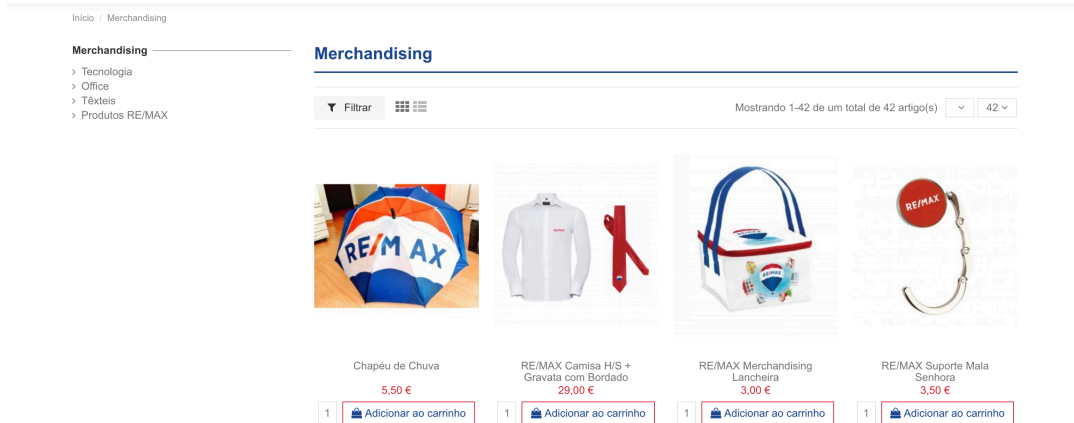 Início / Merchandising
Merchandising
> Tecnologia
> Office
> Têxteis
> Produtos RE/MAX
Merchandising
Filtrar
Mostrando 1-42 de um total de 42 artigo(s)
42
RE/MAX
REMAX
RE/MAX
RE/MAX
Chapéu de Chuva
5,50 €
1
Adicionar ao carrinho
RE/MAX Camisa H/S +
Gravata com Bordado
29,00 €
1
Adicionar ao carrinho
RE/MAX Merchandising
Lancheira
3,00 €
1
Adicionar ao carrinho
RE/MAX Suporte Mala
Senhora
3,50 €
1
Adicionar ao carrinho